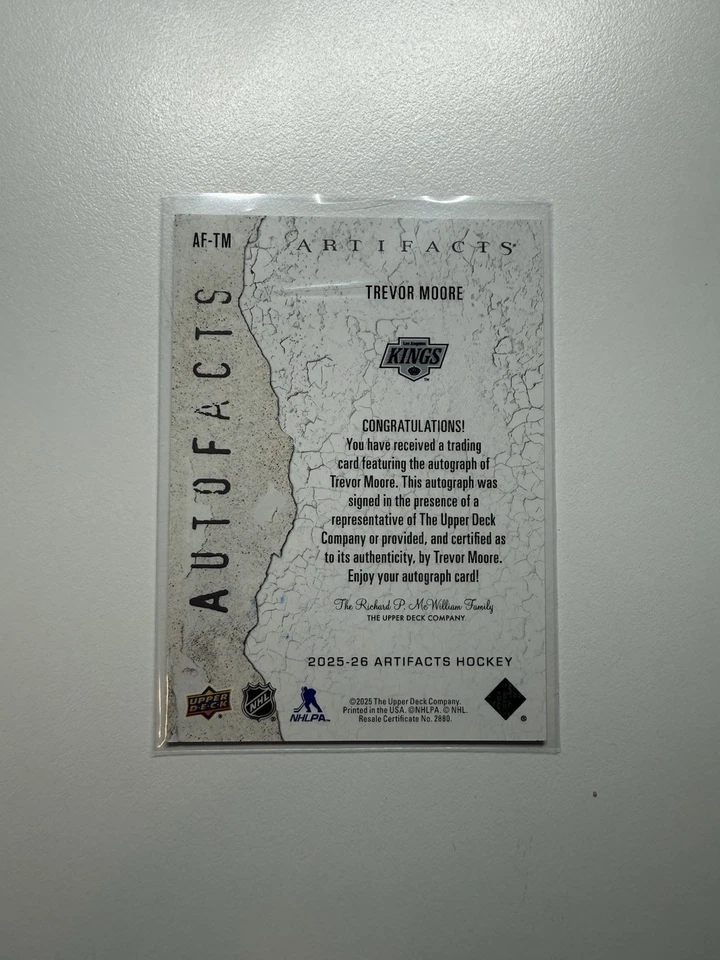 AF-TM
ARTIFACTS
AUTOFACTS
TREVOR MOORE
Los Angeles
KINGS
TM
CONGRATULATIONS!
You have received a trading
card featuring the autograph of
Trevor Moore. This autograph was
signed in the presence of a
representative of The Upper Deck
Company or provided, and certified as
to its authenticity, by Trevor Moore.
Enjoy your autograph card!
The Richard P. McWilliam Family
THE UPPER DECK COMPANY
2025-26 ARTIFACTS HOCKEY
UPPER
D·E·C·K
®
NHL
NHLPA™
©2025 The Upper Deck Company.
Printed in the USA. ©NHLPA. © NHL.
Resale Certificate No. 2880.
®